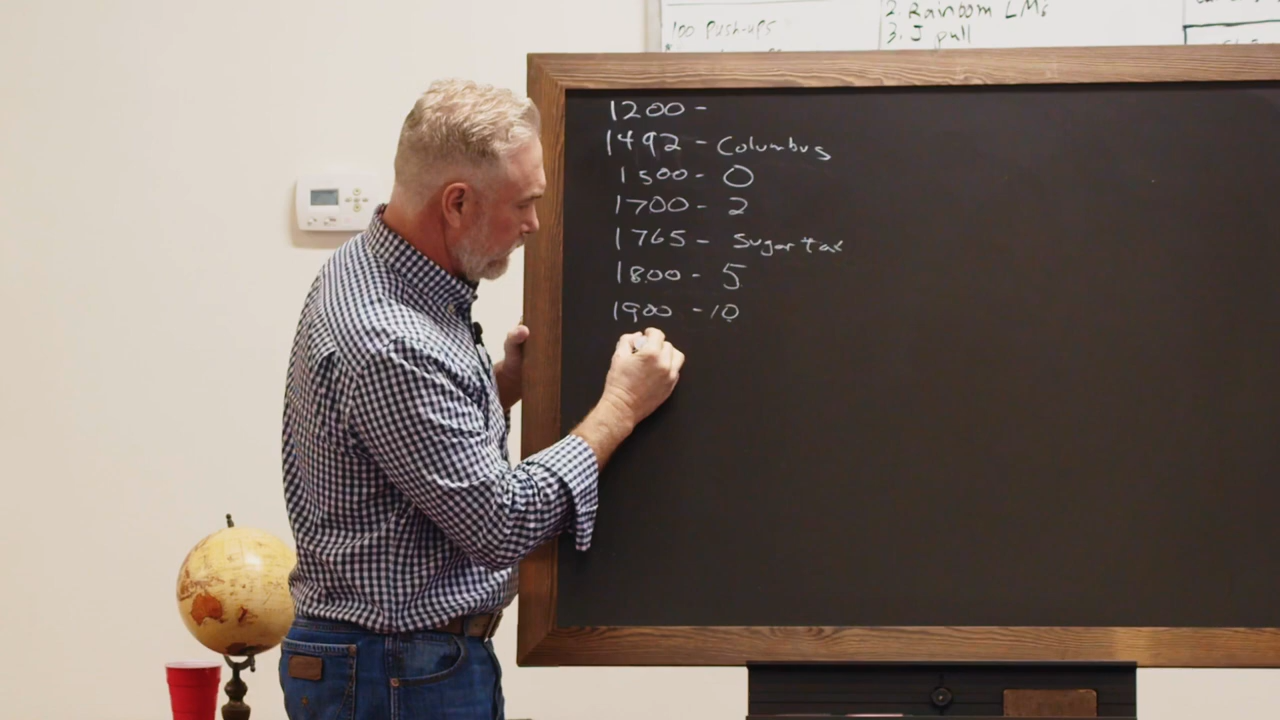 100 Push-ups
2. Rainbom LMs
3. J pull
1200 -
1492 - Columbus
1500 - 0
1700 - 2
1765 - Sugar tax
1800 - 5
1900 - 10